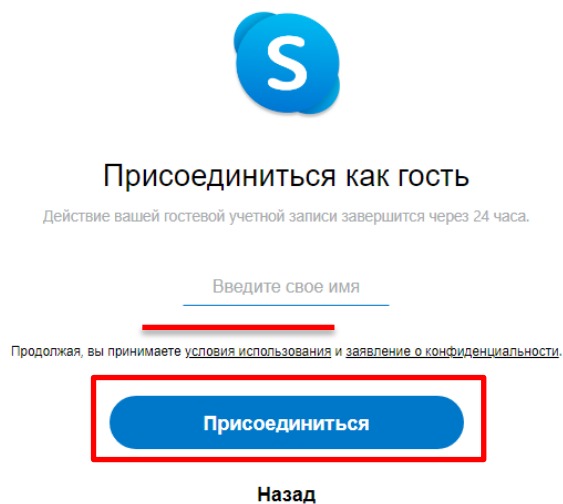 S
Присоединиться как гость
Действие вашей гостевой учетной записи завершится через 24 часа.
Введите свое имя
Продолжая, вы принимаете условия использования и заявление о конфиденциальности.
Присоединиться
Назад